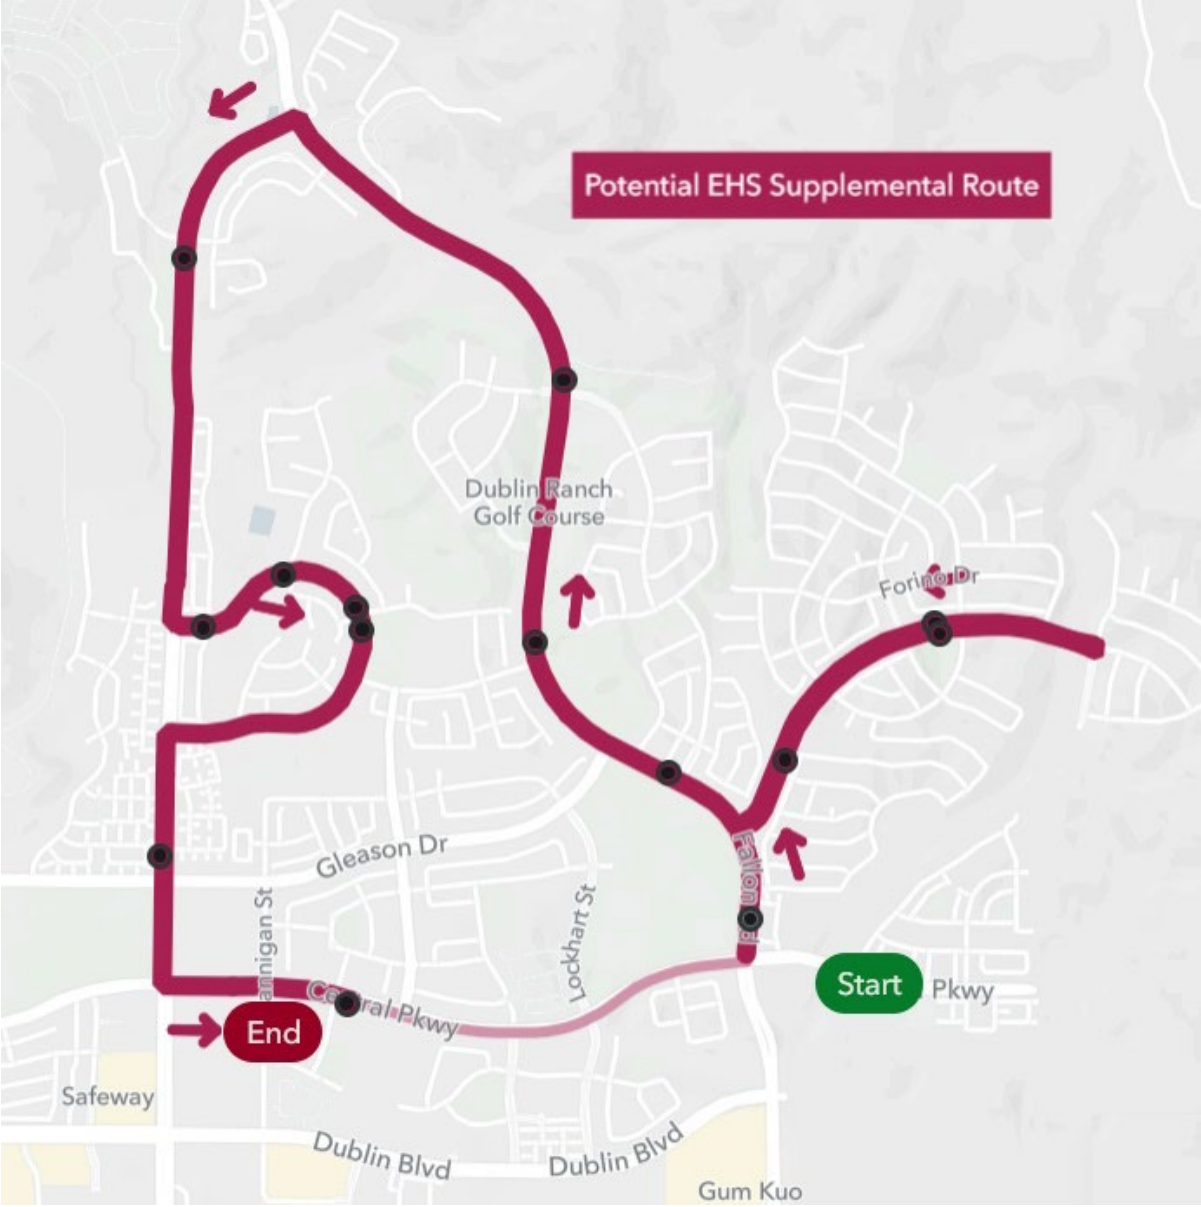 Potential EHS Supplemental Route
Dublin Ranch
Golf Course
Forino Dr
Fallon
Gleason Dr
Lockhart St
Start
Pkwy
Central Pkwy
End
Safeway
Dublin Blvd
Dublin Blvd
Gum Kuo